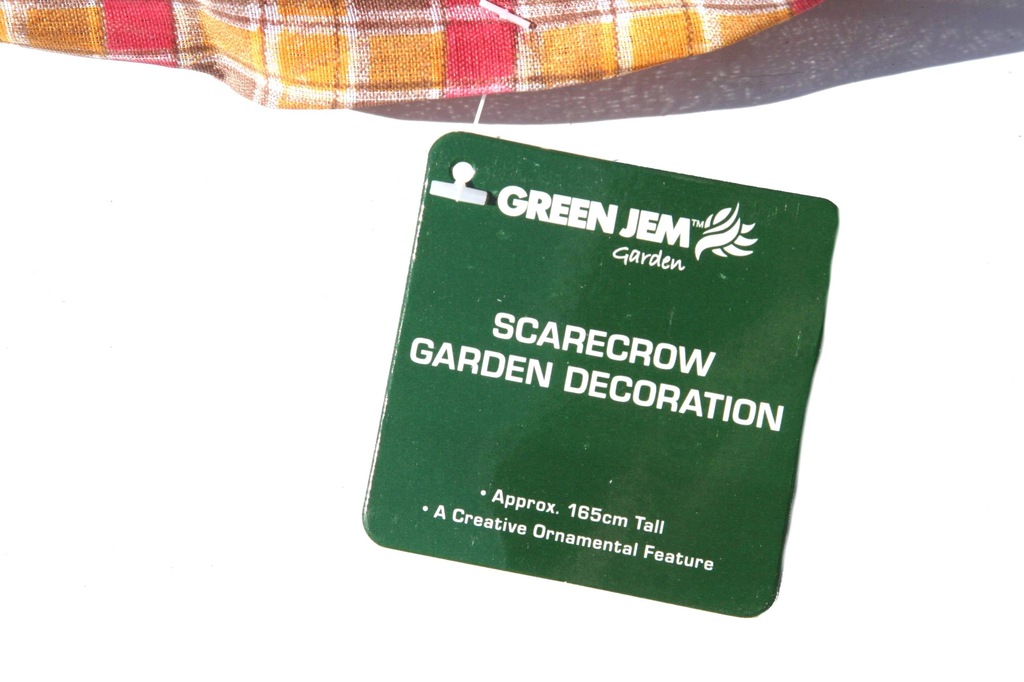 GREEN JEM™
Garden
SCARECROW
GARDEN DECORATION
• Approx. 165cm Tall
• A Creative Ornamental Feature